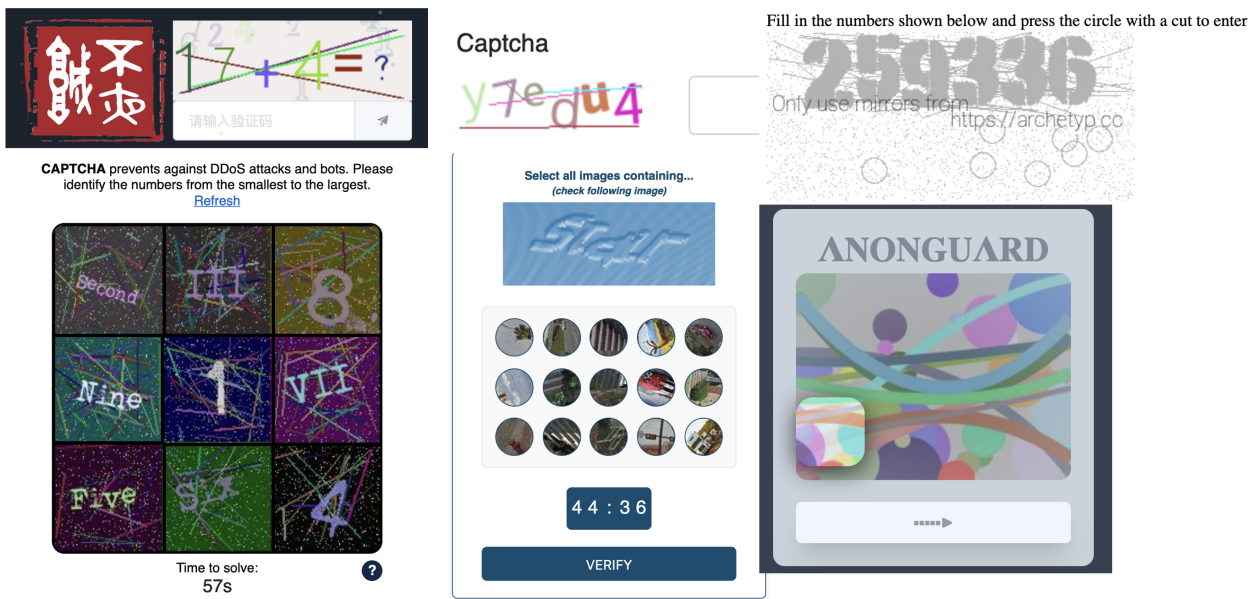 17 + 4 = ?
请输入验证码
CAPTCHA prevents against DDoS attacks and bots. Please
identify the numbers from the smallest to the largest.
Refresh
Second III 8
Nine 1 VII
Five Six 4
Time to solve:
57s
?
Captcha
y7edu4
Select all images containing...
(check following image)
44:36
VERIFY
Fill in the numbers shown below and press the circle with a cut to enter
259336
Only use mirrors from
https://archetyp.cc
ANONGUARD